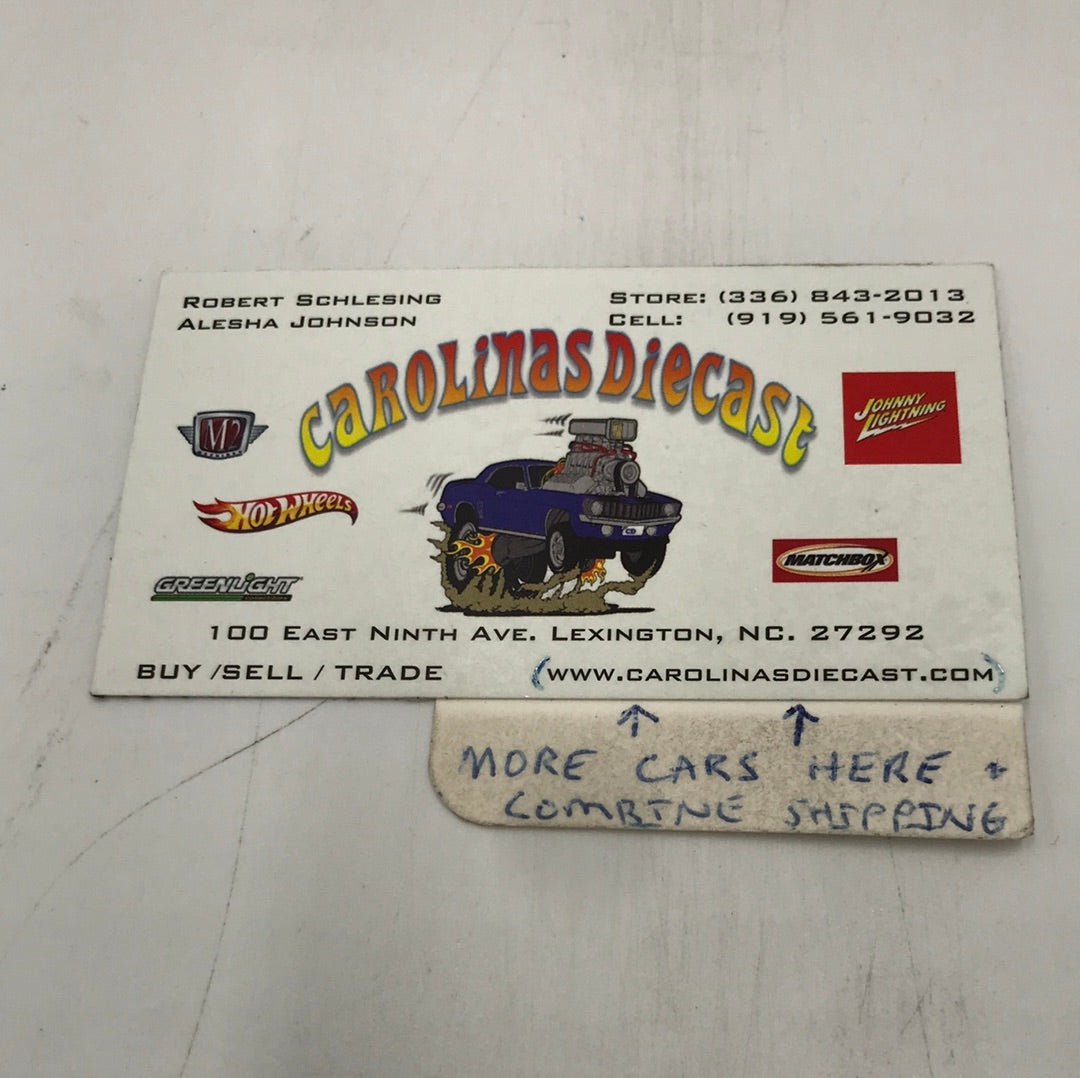 ROBERT SCHLESING
ALESHA JOHNSON
STORE: (336) 843-2013
CELL: (919) 561-9032
CAROLiNas DiecasT
M2
JOHNNY LIGHTNING
HOT WHEELS
MATCHBOX
GREENLiGHT
100 EAST NINTH AVE. LEXINGTON, NC. 27292
BUY /SELL / TRADE
(WWW.CAROLINASDIECAST.COM)
MORE CARS HERE +
COMBINE SHIPPING